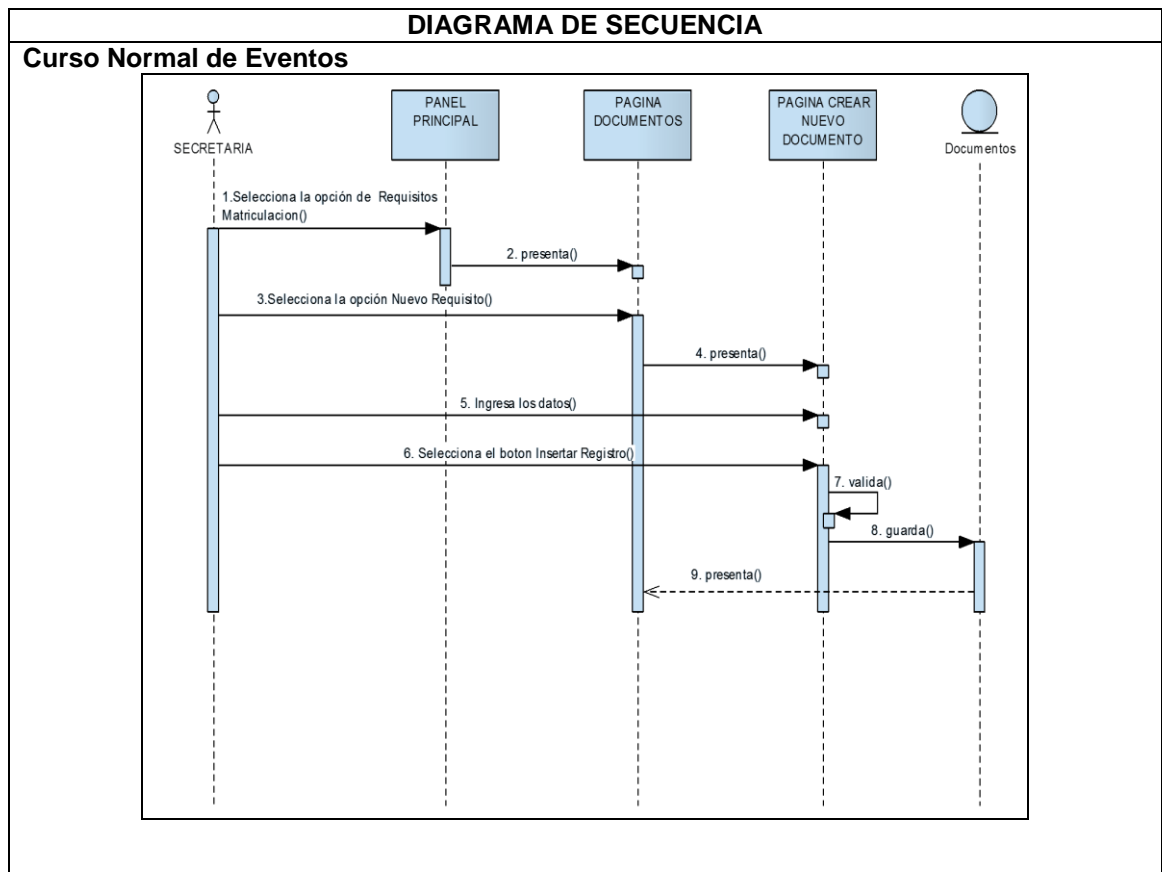 DIAGRAMA DE SECUENCIA
Curso Normal de Eventos
SECRETARIA
PANEL
PRINCIPAL
PAGINA
DOCUMENTOS
PAGINA CREAR
NUEVO
DOCUMENTO
Documentos
1.Selecciona la opción de Requisitos
Matriculacion()
2. presenta()
3.Selecciona la opción Nuevo Requisito()
4. presenta()
5. Ingresa los datos()
6. Selecciona el boton Insertar Registro()
7. valida()
8. guarda()
9. presenta()